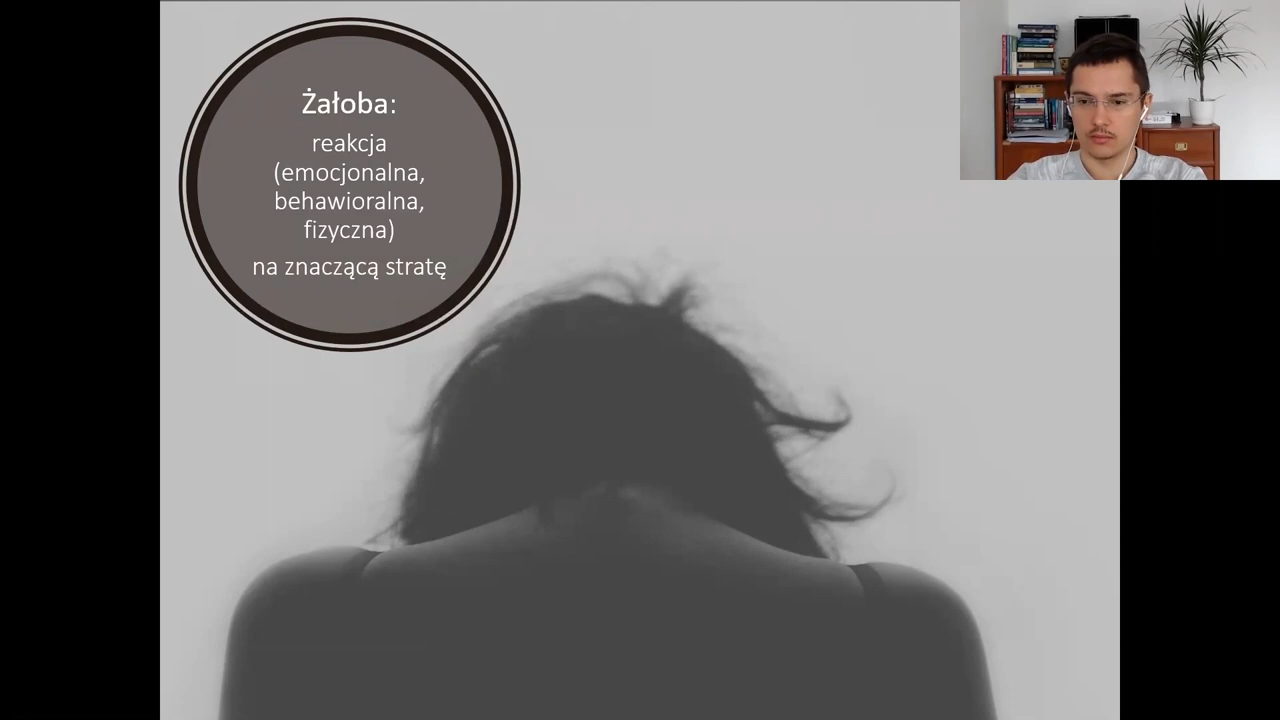 Żałoba:
reakcja
(emocjonalna,
behawioralna,
fizyczna)
na znaczącą stratę